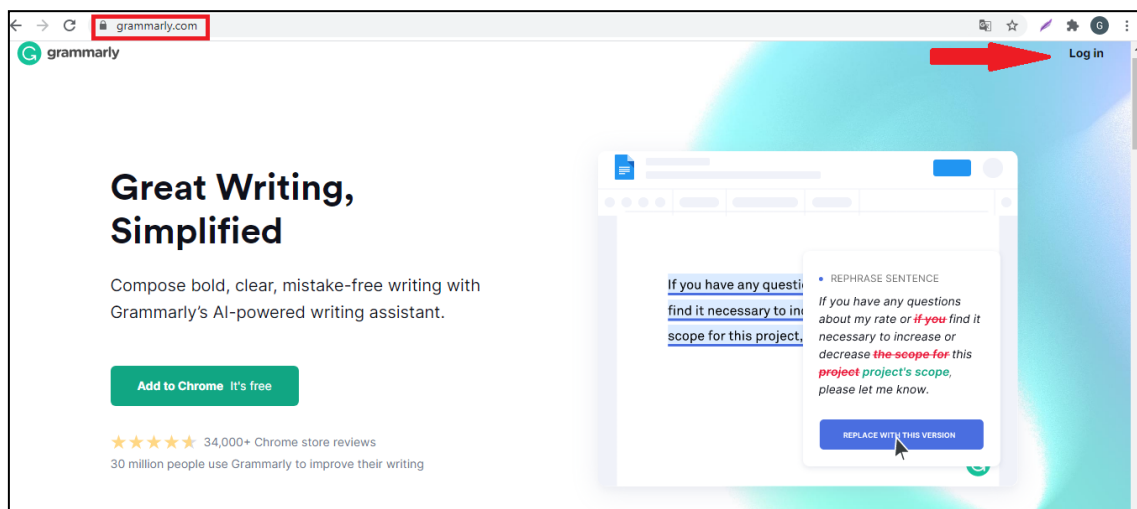 grammarly.com
G
grammarly
Log in
Great Writing,
Simplified
Compose bold, clear, mistake-free writing with
Grammarly's AI-powered writing assistant.
Add to Chrome It's free
34,000+ Chrome store reviews
30 million people use Grammarly to improve their writing
If you have any questi
find it necessary to in
scope for this project,
REPHRASE SENTENCE
If you have any questions
about my rate or if you find it
necessary to increase or
decrease the scope for this
project project's scope,
please let me know.
REPLACE WITH THIS VERSION